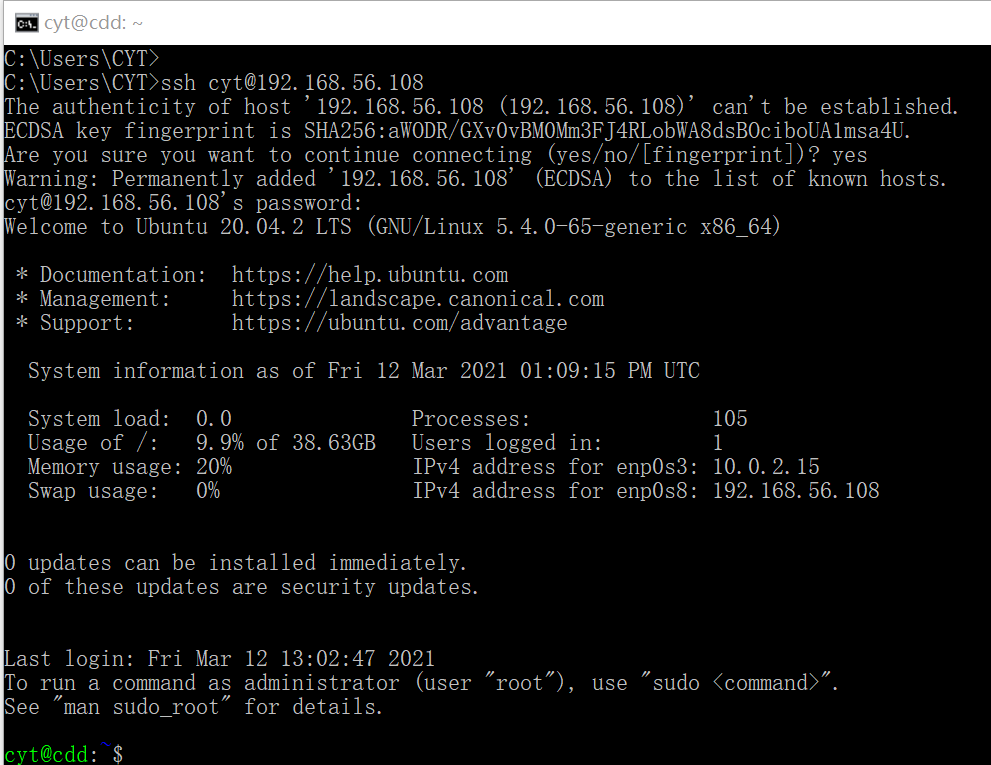 cyt@cdd: ~
C:\Users\CYT>
C:\Users\CYT>ssh cyt@192.168.56.108
The authenticity of host '192.168.56.108 (192.168.56.108)' can't be established.
ECDSA key fingerprint is SHA256:aWODR/GXv0vBMOMm3FJ4RLobWA8dsBOciboUA1msa4U.
Are you sure you want to continue connecting (yes/no/[fingerprint])? yes
Warning: Permanently added '192.168.56.108' (ECDSA) to the list of known hosts.
cyt@192.168.56.108's password:
Welcome to Ubuntu 20.04.2 LTS (GNU/Linux 5.4.0-65-generic x86_64)
* Documentation:  https://help.ubuntu.com
* Management:     https://landscape.canonical.com
* Support:        https://ubuntu.com/advantage
System information as of Fri 12 Mar 2021 01:09:15 PM UTC
System load:  0.0                Processes:               105
Usage of /:   9.9% of 38.63GB   Users logged in:         1
Memory usage: 20%               IPv4 address for enp0s3: 10.0.2.15
Swap usage:   0%                IPv4 address for enp0s8: 192.168.56.108
0 updates can be installed immediately.
0 of these updates are security updates.
Last login: Fri Mar 12 13:02:47 2021
To run a command as administrator (user "root"), use "sudo <command>".
See "man sudo_root" for details.
cyt@cdd:~$